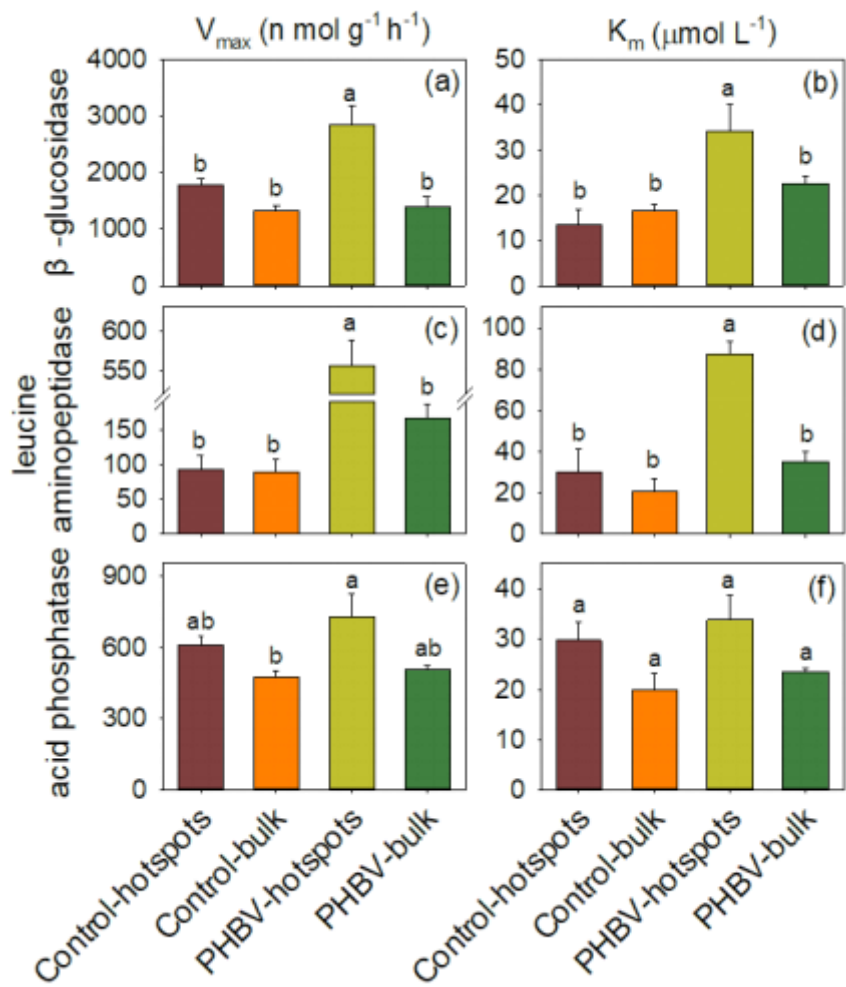 Vmax (n mol g-1 h-1)
Km (μmol L-1)
β -glucosidase
4000
3000
2000
1000
0
(a)
b
b
a
b
50
40
30
20
10
0
(b)
b
b
a
b
leucine
aminopeptidase
600
550
150
100
50
0
(c)
b
b
a
b
100
80
60
40
20
0
(d)
b
b
a
b
acid phosphatase
900
600
300
0
(e)
ab
b
a
ab
40
30
20
10
0
(f)
a
a
a
a
Control-hotspots
Control-bulk
PHBV-hotspots
PHBV-bulk
Control-hotspots
Control-bulk
PHBV-hotspots
PHBV-bulk